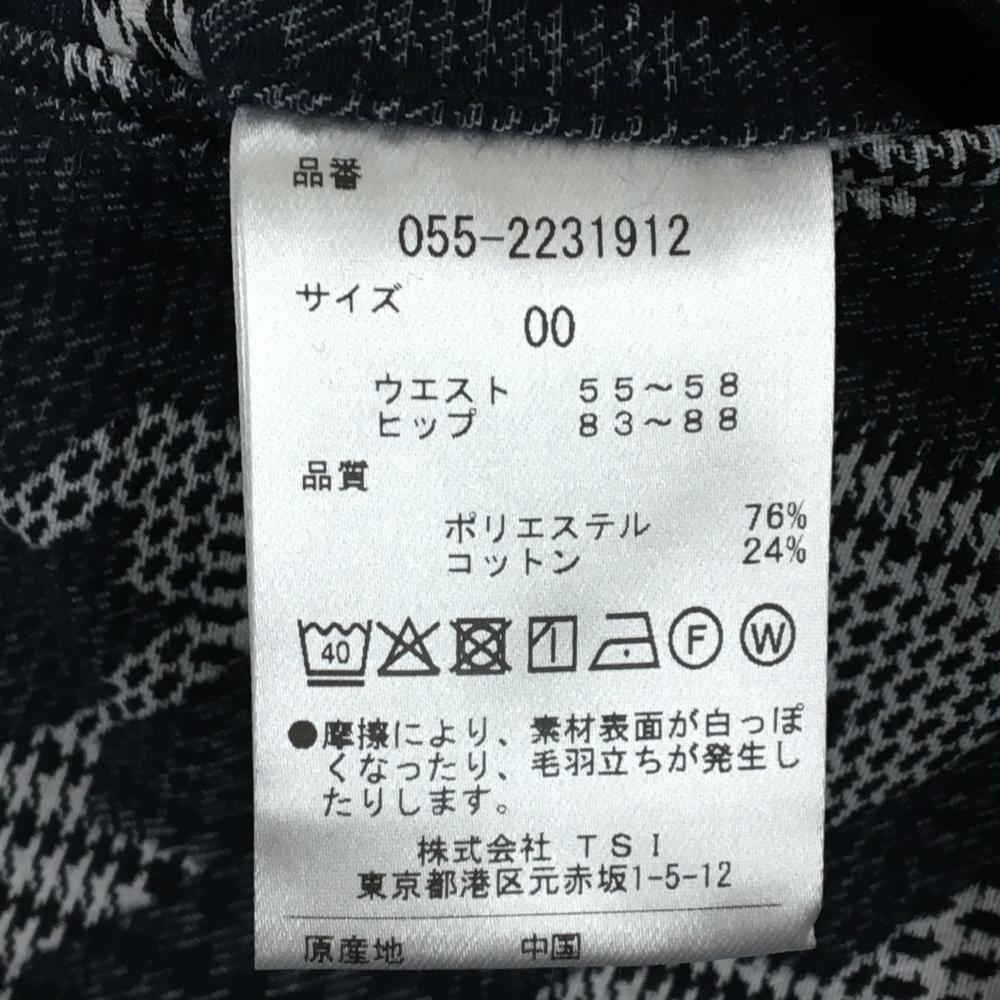 品番
055-2231912
サイズ
00
ウエスト ５５～５８
ヒップ ８３～８８
品質
ポリエステル 76%
コットン 24%
40 F W
●摩擦により、素材表面が白っぽ
くなったり、毛羽立ちが発生し
たりします。
株式会社 ＴＳＩ
東京都港区元赤坂1-5-12
原産地 中国